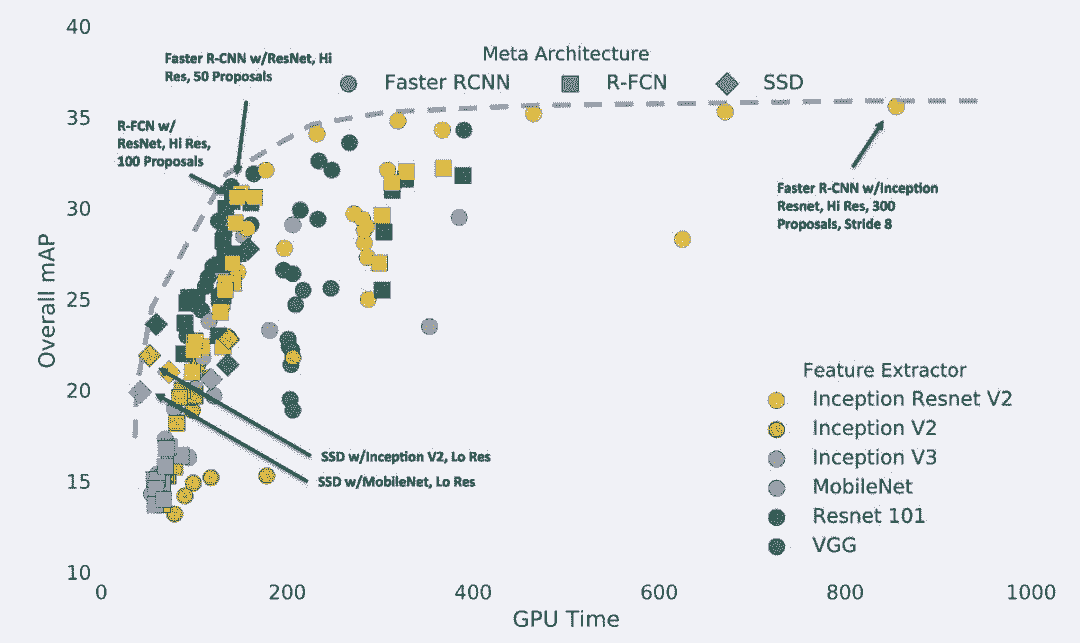 40
Faster R-CNN w/ResNet, Hi
Res, 50 Proposals
Meta Architecture
Faster RCNN
R-FCN
SSD
35
R-FCN w/
ResNet, Hi Res,
100 Proposals
Faster R-CNN w/Inception
Resnet, Hi Res, 300
Proposals, Stride 8
30
Overall mAP
25
20
15
10
SSD w/Inception V2, Lo Res
SSD w/MobileNet, Lo Res
Feature Extractor
Inception Resnet V2
Inception V2
Inception V3
MobileNet
Resnet 101
VGG
0
200
400
600
800
1000
GPU Time